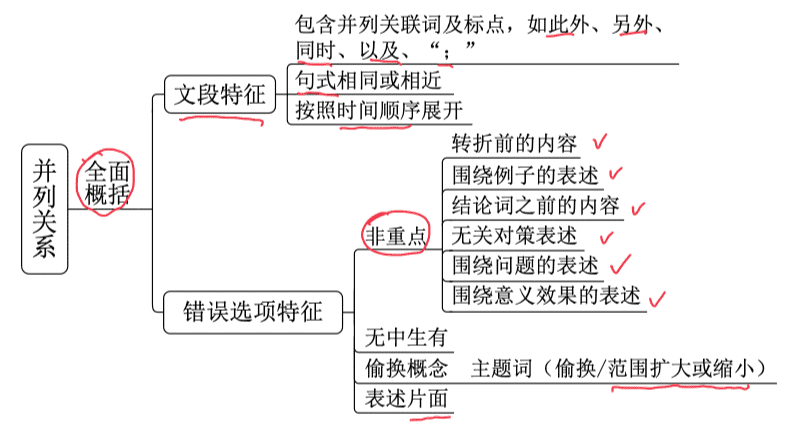 包含并列关联词及标点，如此外、另外、
同时、以及、“；”
文段特征
句式相同或相近
按照时间顺序展开
并列关系
全面
概括
转折前的内容
围绕例子的表述
结论词之前的内容
非重点
无关对策表述
围绕问题的表述
围绕意义效果的表述
错误选项特征
无中生有
偷换概念 主题词（偷换/范围扩大或缩小）
表述片面